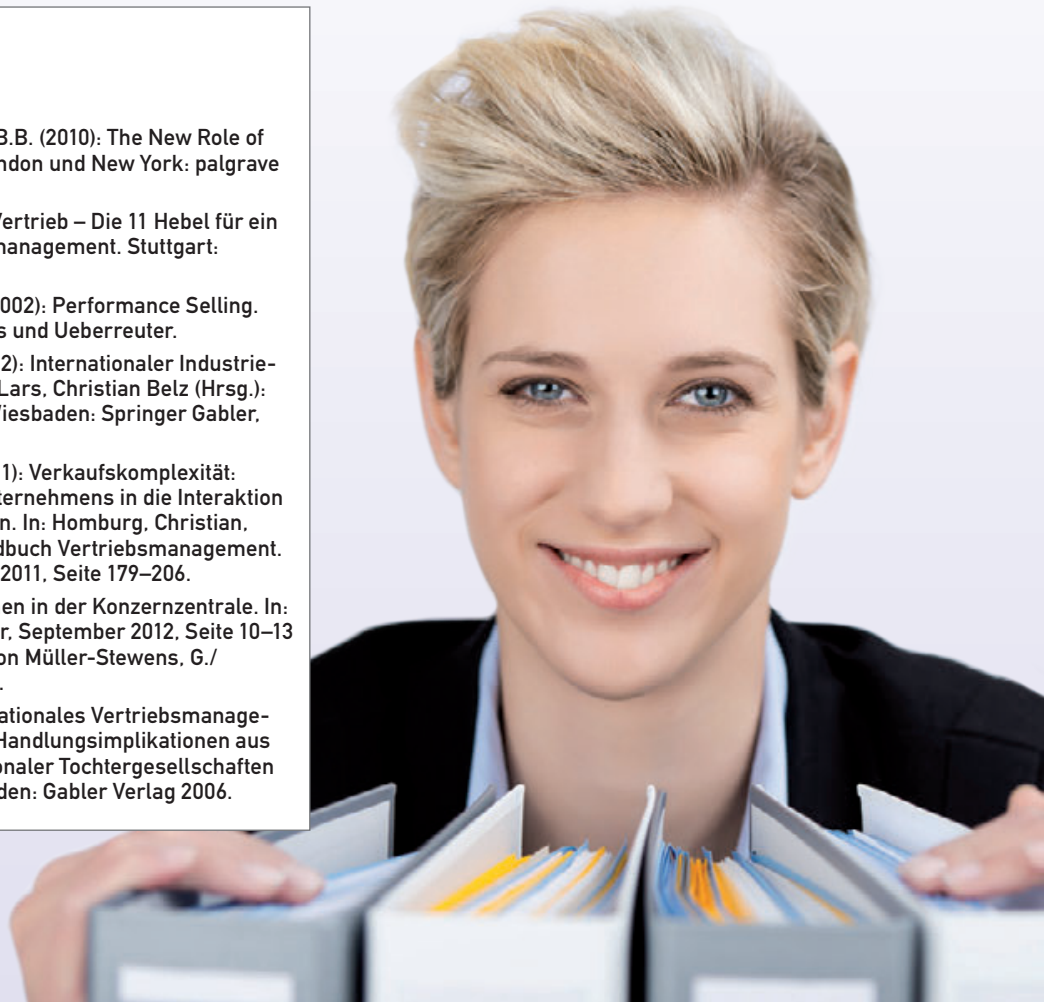 B.B. (2010): The New Role of
ndon und New York: palgrave
Vertrieb – Die 11 Hebel für ein
management. Stuttgart:
002): Performance Selling.
s und Ueberreuter.
2): Internationaler Industrie-
Lars, Christian Belz (Hrsg.):
Wiesbaden: Springer Gabler,
1): Verkaufskomplexität:
ternehmens in die Interaktion
n. In: Homburg, Christian,
dbuch Vertriebsmanagement.
2011, Seite 179–206.
en in der Konzernzentrale. In:
r, September 2012, Seite 10–13
on Müller-Stewens, G./
.
ationales Vertriebsmanage-
Handlungsimplikationen aus
onaler Tochtergesellschaften
den: Gabler Verlag 2006.